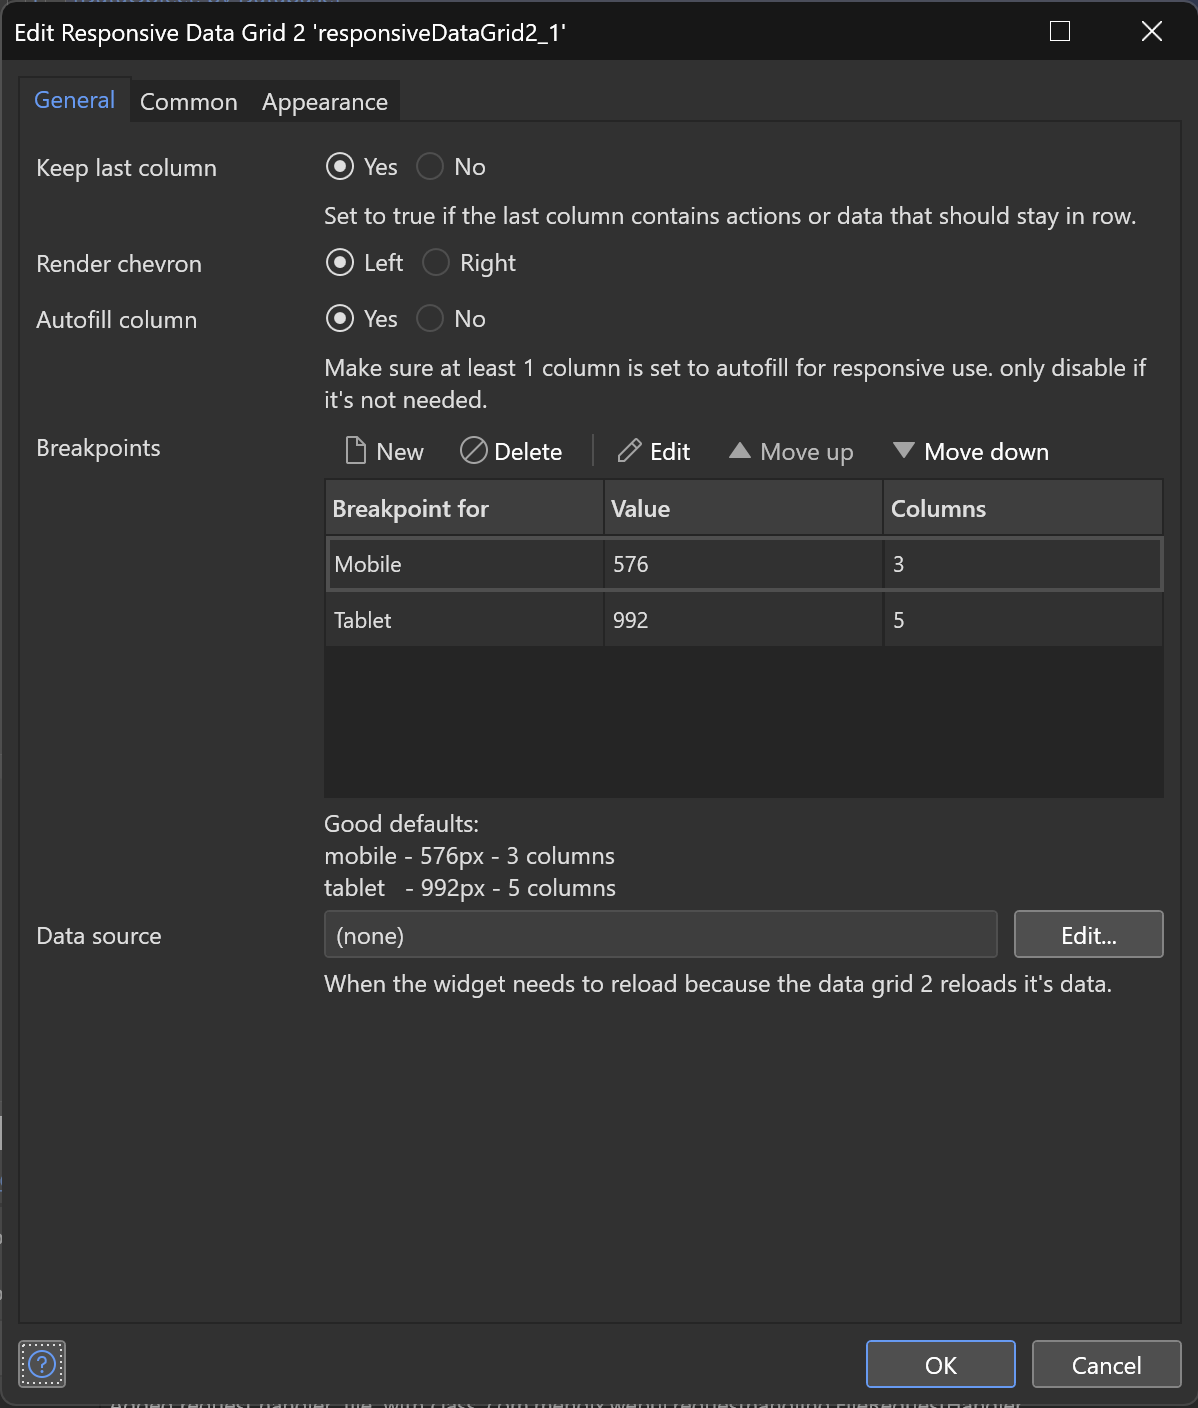 Edit Responsive Data Grid 2 'responsiveDataGrid2_1'
General Common Appearance
Keep last column Yes No
Set to true if the last column contains actions or data that should stay in row.
Render chevron Left Right
Autofill column Yes No
Make sure at least 1 column is set to autofill for responsive use. only disable if
it's not needed.
Breakpoints New Delete Edit Move up Move down
Breakpoint for Value Columns
Mobile 576 3
Tablet 992 5
Good defaults:
mobile - 576px - 3 columns
tablet - 992px - 5 columns
Data source (none) Edit...
When the widget needs to reload because the data grid 2 reloads it's data.
? OK Cancel